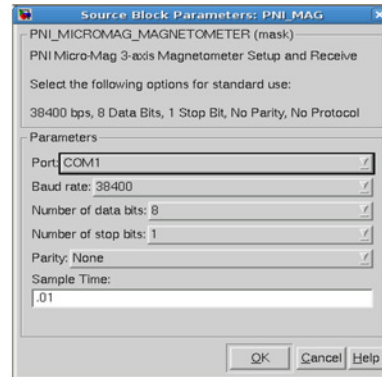 Source Block Parameters: PNI_MAG
PNI_MICROMAG_MAGNETOMETER (mask)
PNI Micro-Mag 3-axis Magnetometer Setup and Receive
Select the following options for standard use:
38400 bps, 8 Data Bits, 1 Stop Bit, No Parity, No Protocol
Parameters
Port: COM1
Baud rate: 38400
Number of data bits: 8
Number of stop bits: 1
Parity: None
Sample Time:
.01
OK Cancel Help